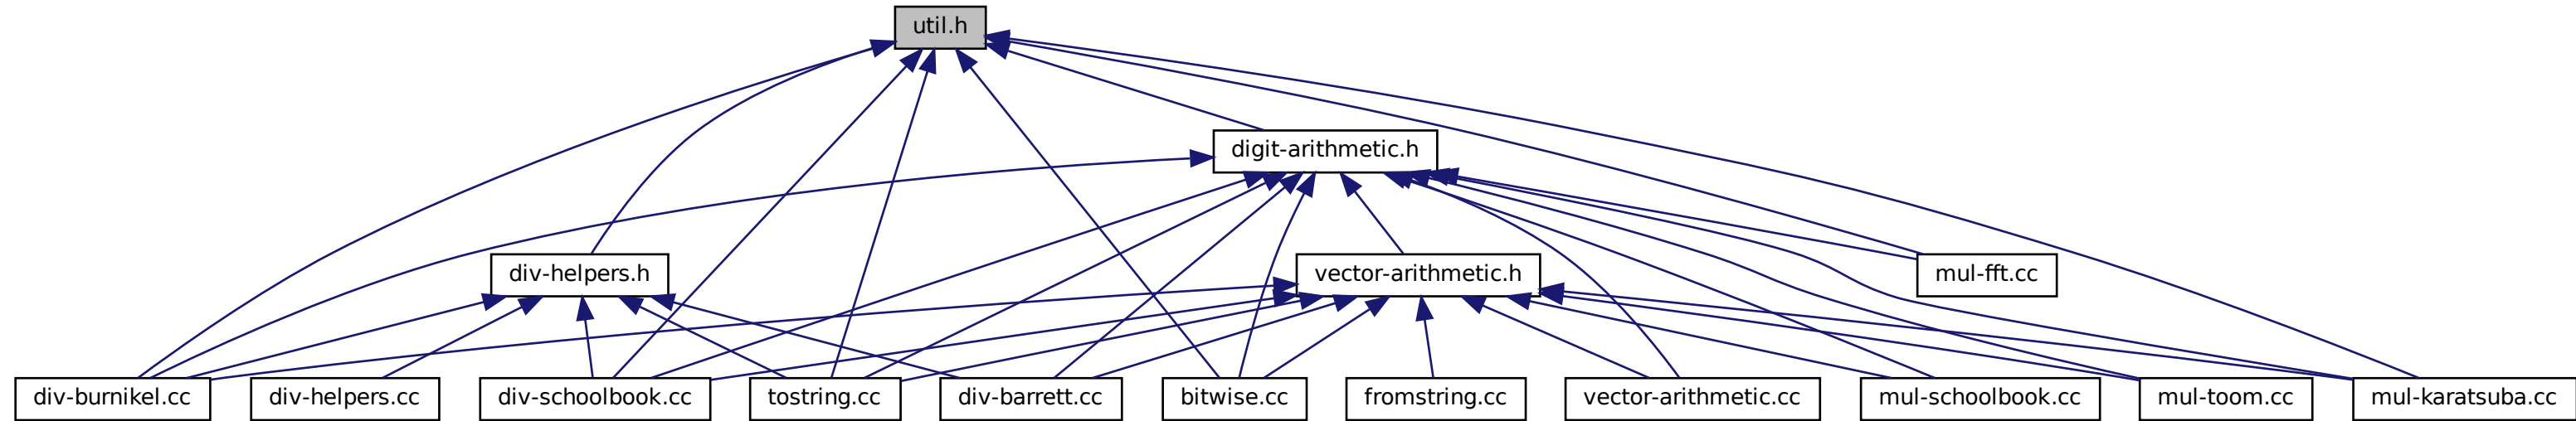 util.h
digit-arithmetic.h
div-helpers.h
vector-arithmetic.h
mul-fft.cc
div-burnikel.cc
div-helpers.cc
div-schoolbook.cc
tostring.cc
div-barrett.cc
bitwise.cc
fromstring.cc
vector-arithmetic.cc
mul-schoolbook.cc
mul-toom.cc
mul-karatsuba.cc